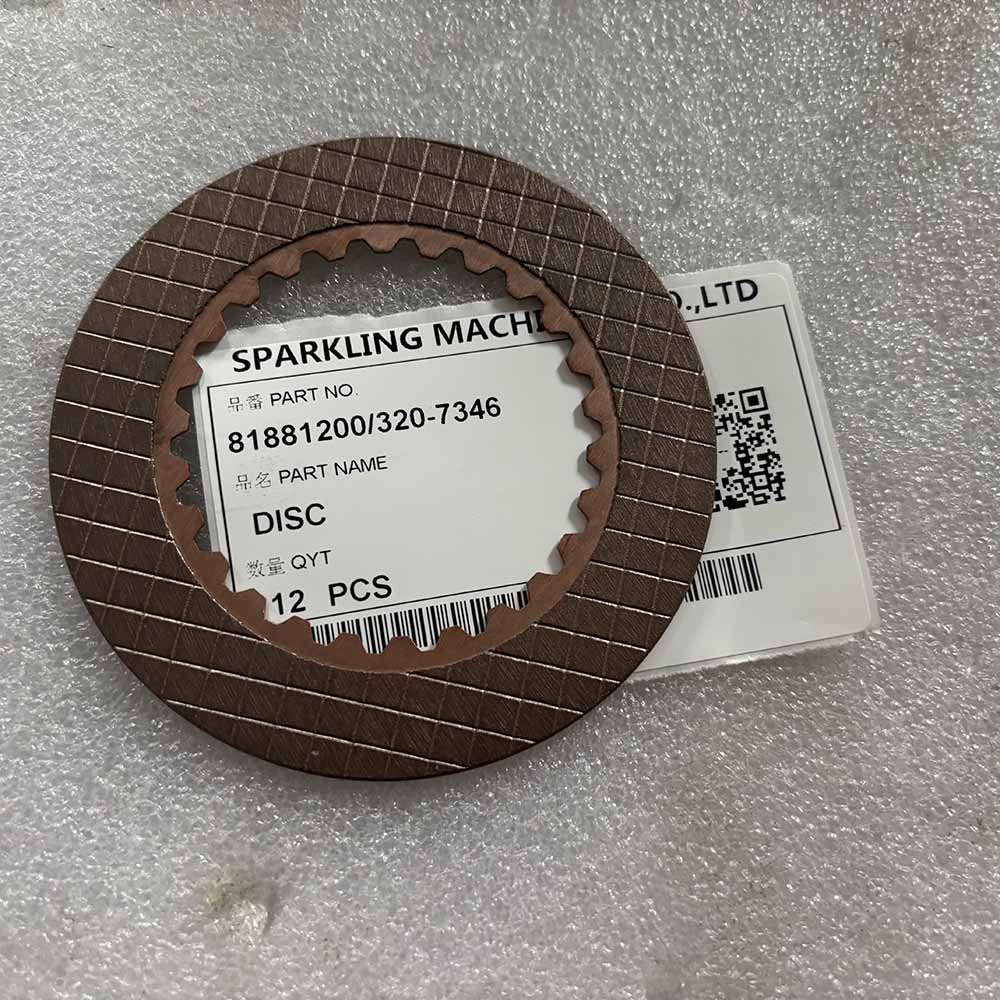 SPARKLING MACHI O.,LTD
品番 PART NO.
81881200/320-7346
品名 PART NAME
DISC
数量 QYT
12 PCS